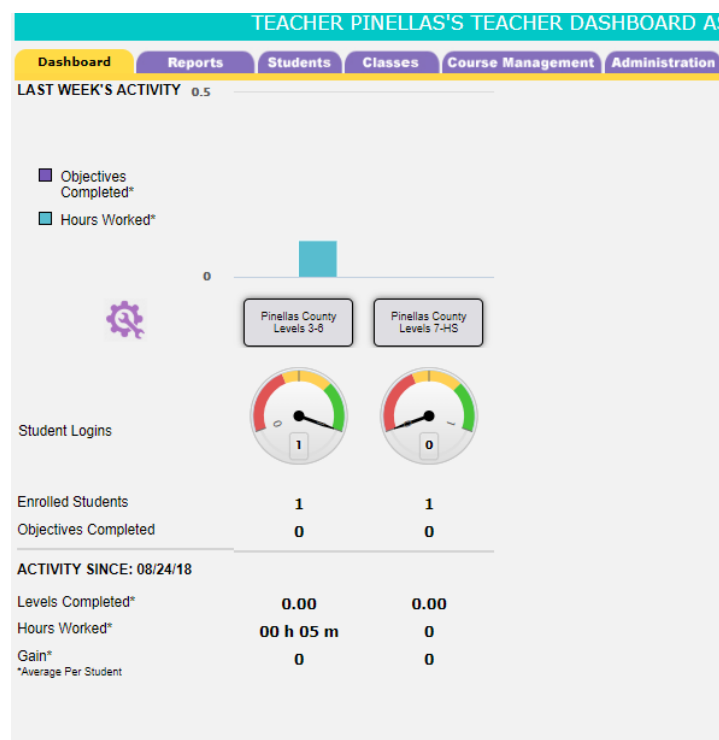 TEACHER PINELLAS'S TEACHER DASHBOARD AS
Dashboard Reports Students Classes Course Management Administration
LAST WEEK'S ACTIVITY 0.5
Objectives
Completed*
Hours Worked*
0
Pinellas County
Levels 3-6
Pinellas County
Levels 7-HS
Student Logins
0
1
0
1
Enrolled Students 1 1
Objectives Completed 0 0
ACTIVITY SINCE: 08/24/18
Levels Completed* 0.00 0.00
Hours Worked* 00 h 05 m 0
Gain* 0 0
*Average Per Student